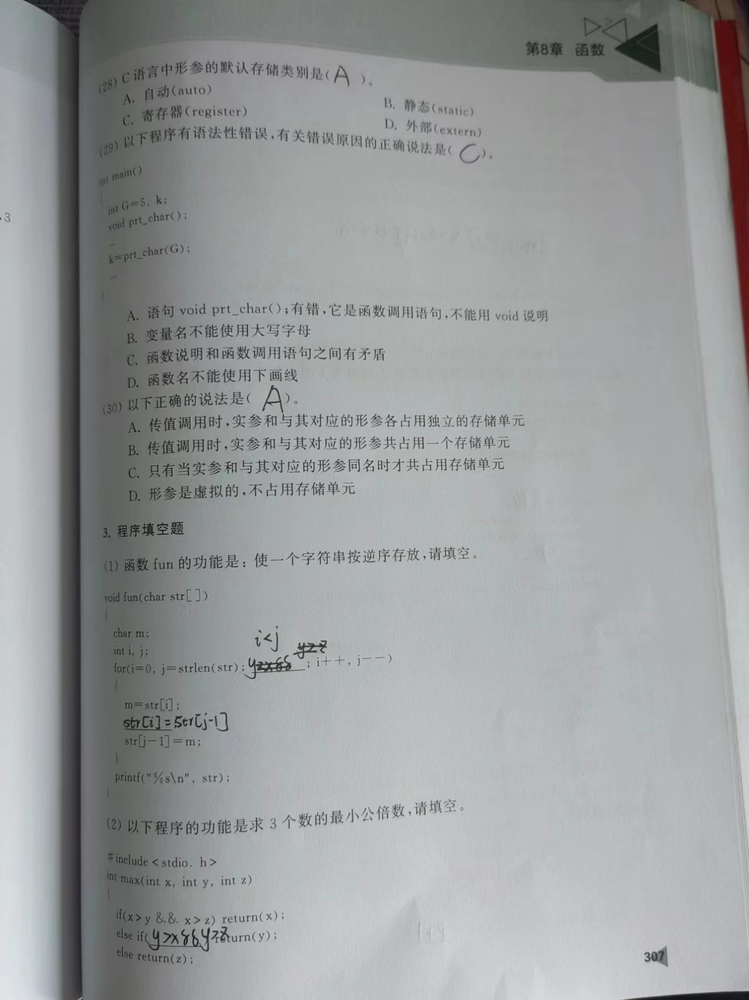 第8章 函数
(28) C语言中形参的默认存储类别是( A )。
A. 自动(auto)
B. 静态(static)
C. 寄存器(register)
D. 外部(extern)
(29) 以下程序有语法性错误,有关错误原因的正确说法是( C )。
int main()
{
int G=5, k;
void prt_char();
…
k=prt_char(G);
…
}
A. 语句 void prt_char();有错,它是函数调用语句,不能用 void 说明
B. 变量名不能使用大写字母
C. 函数说明和函数调用语句之间有矛盾
D. 函数名不能使用下画线
(30) 以下正确的说法是( A )。
A. 传值调用时,实参和与其对应的形参各占用独立的存储单元
B. 传值调用时,实参和与其对应的形参共占用一个存储单元
C. 只有当实参和与其对应的形参同名时才共占用存储单元
D. 形参是虚拟的,不占用存储单元
3. 程序填空题
(1) 函数 fun 的功能是:使一个字符串按逆序存放,请填空。
void fun(char str[])
{
char m;
int i, j;
i<j
for(i=0, j=strlen(str); ; i++, j--)
{
m=str[i];
str[i]=str[j-1]
str[j-1]=m;
}
printf("%s\n", str);
}
(2) 以下程序的功能是求 3 个数的最小公倍数,请填空。
#include<stdio. h>
int max(int x, int y, int z)
{
if(x>y && x>z) return(x);
else if(y>x&&y>z return(y);
else return(z);
307
·3